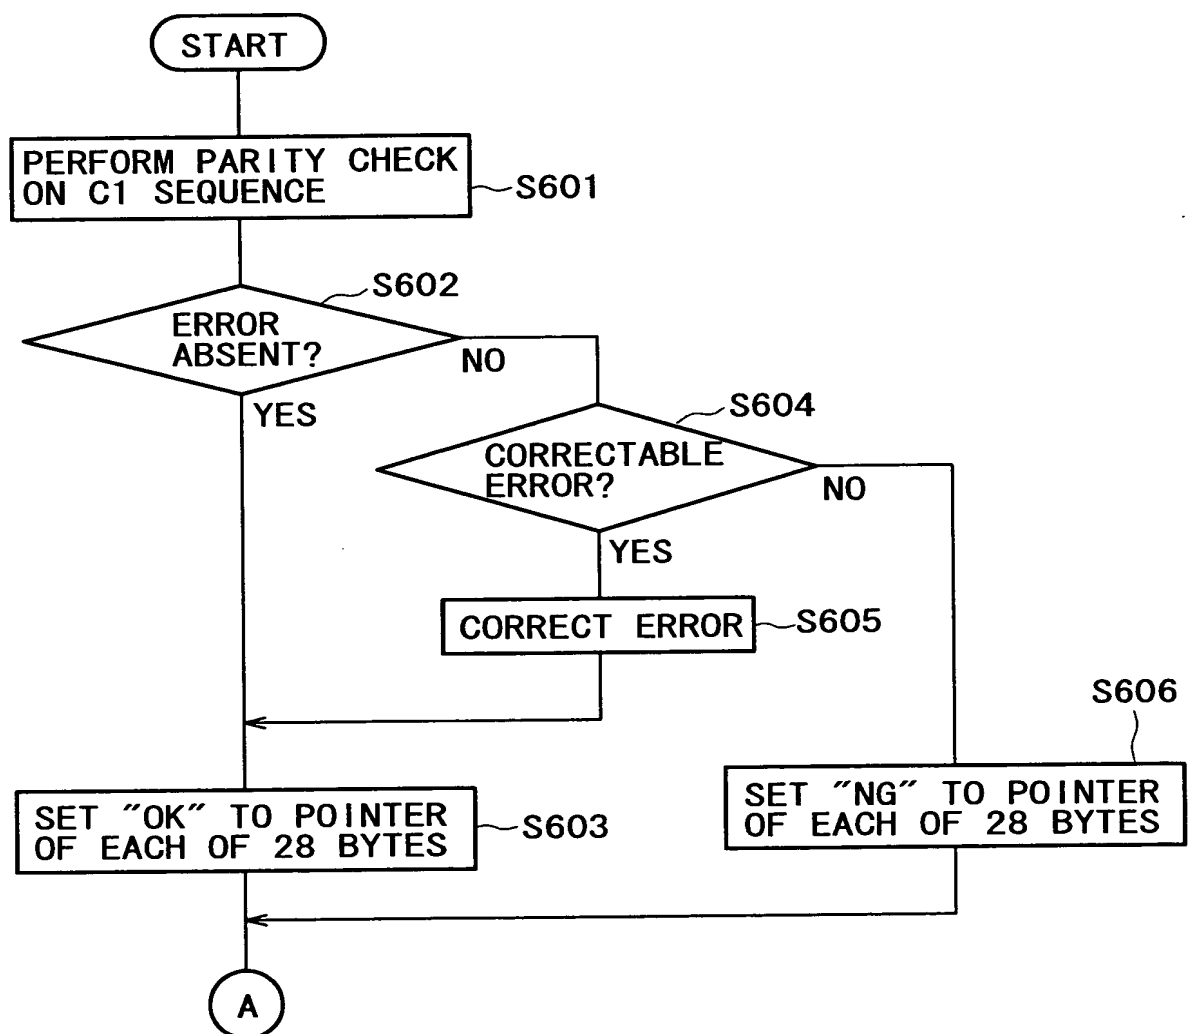 START
PERFORM PARITY CHECK
ON C1 SEQUENCE
S601
S602
ERROR
ABSENT?
NO
YES
S604
CORRECTABLE
ERROR?
NO
YES
CORRECT ERROR
S605
S606
SET "OK" TO POINTER
OF EACH OF 28 BYTES
S603
SET "NG" TO POINTER
OF EACH OF 28 BYTES
A